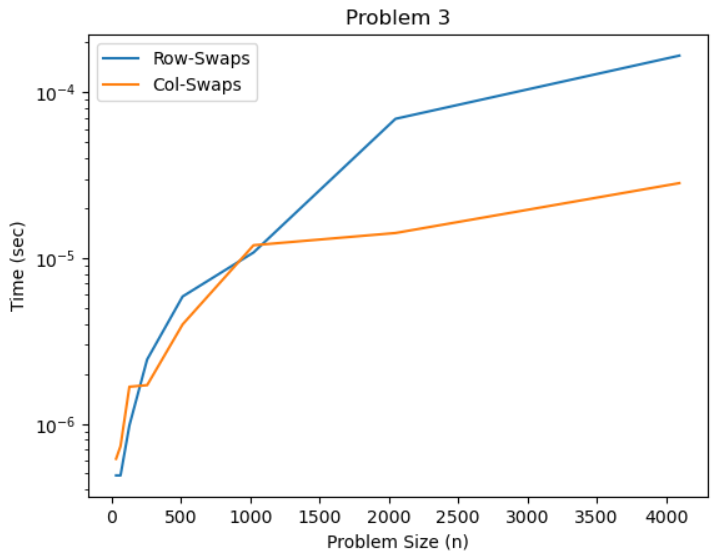 Problem 3
Row-Swaps
Col-Swaps
10⁻⁴
10⁻⁵
10⁻⁶
Time (sec)
0 500 1000 1500 2000 2500 3000 3500 4000
Problem Size (n)